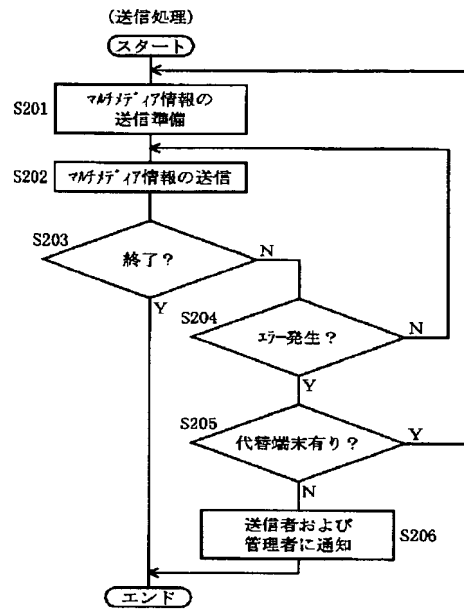 (送信処理)
スタート
S201
マルチメディア情報の
送信準備
S202
マルチメディア情報の送信
S203
終了？
N
Y
S204
エラー発生？
N
Y
S205
代替端末有り？
Y
N
送信者および
管理者に通知
S206
エンド